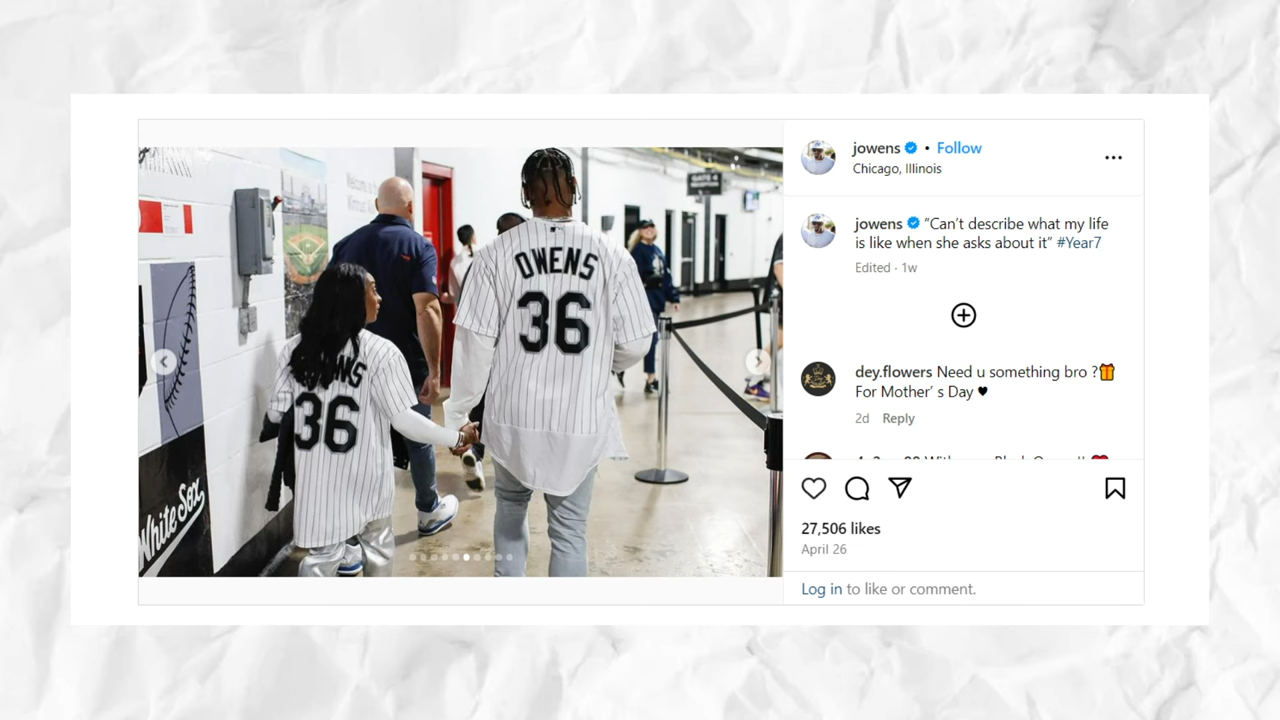 OWENS
36
36
GATE 4
White Sox
jowens • Follow
Chicago, Illinois
jowens “Can’t describe what my life
is like when she asks about it” #Year7
Edited · 1w
dey.flowers Need u something bro ?🎁
For Mother’ s Day ♥
2d Reply
27,506 likes
April 26
Log in to like or comment.